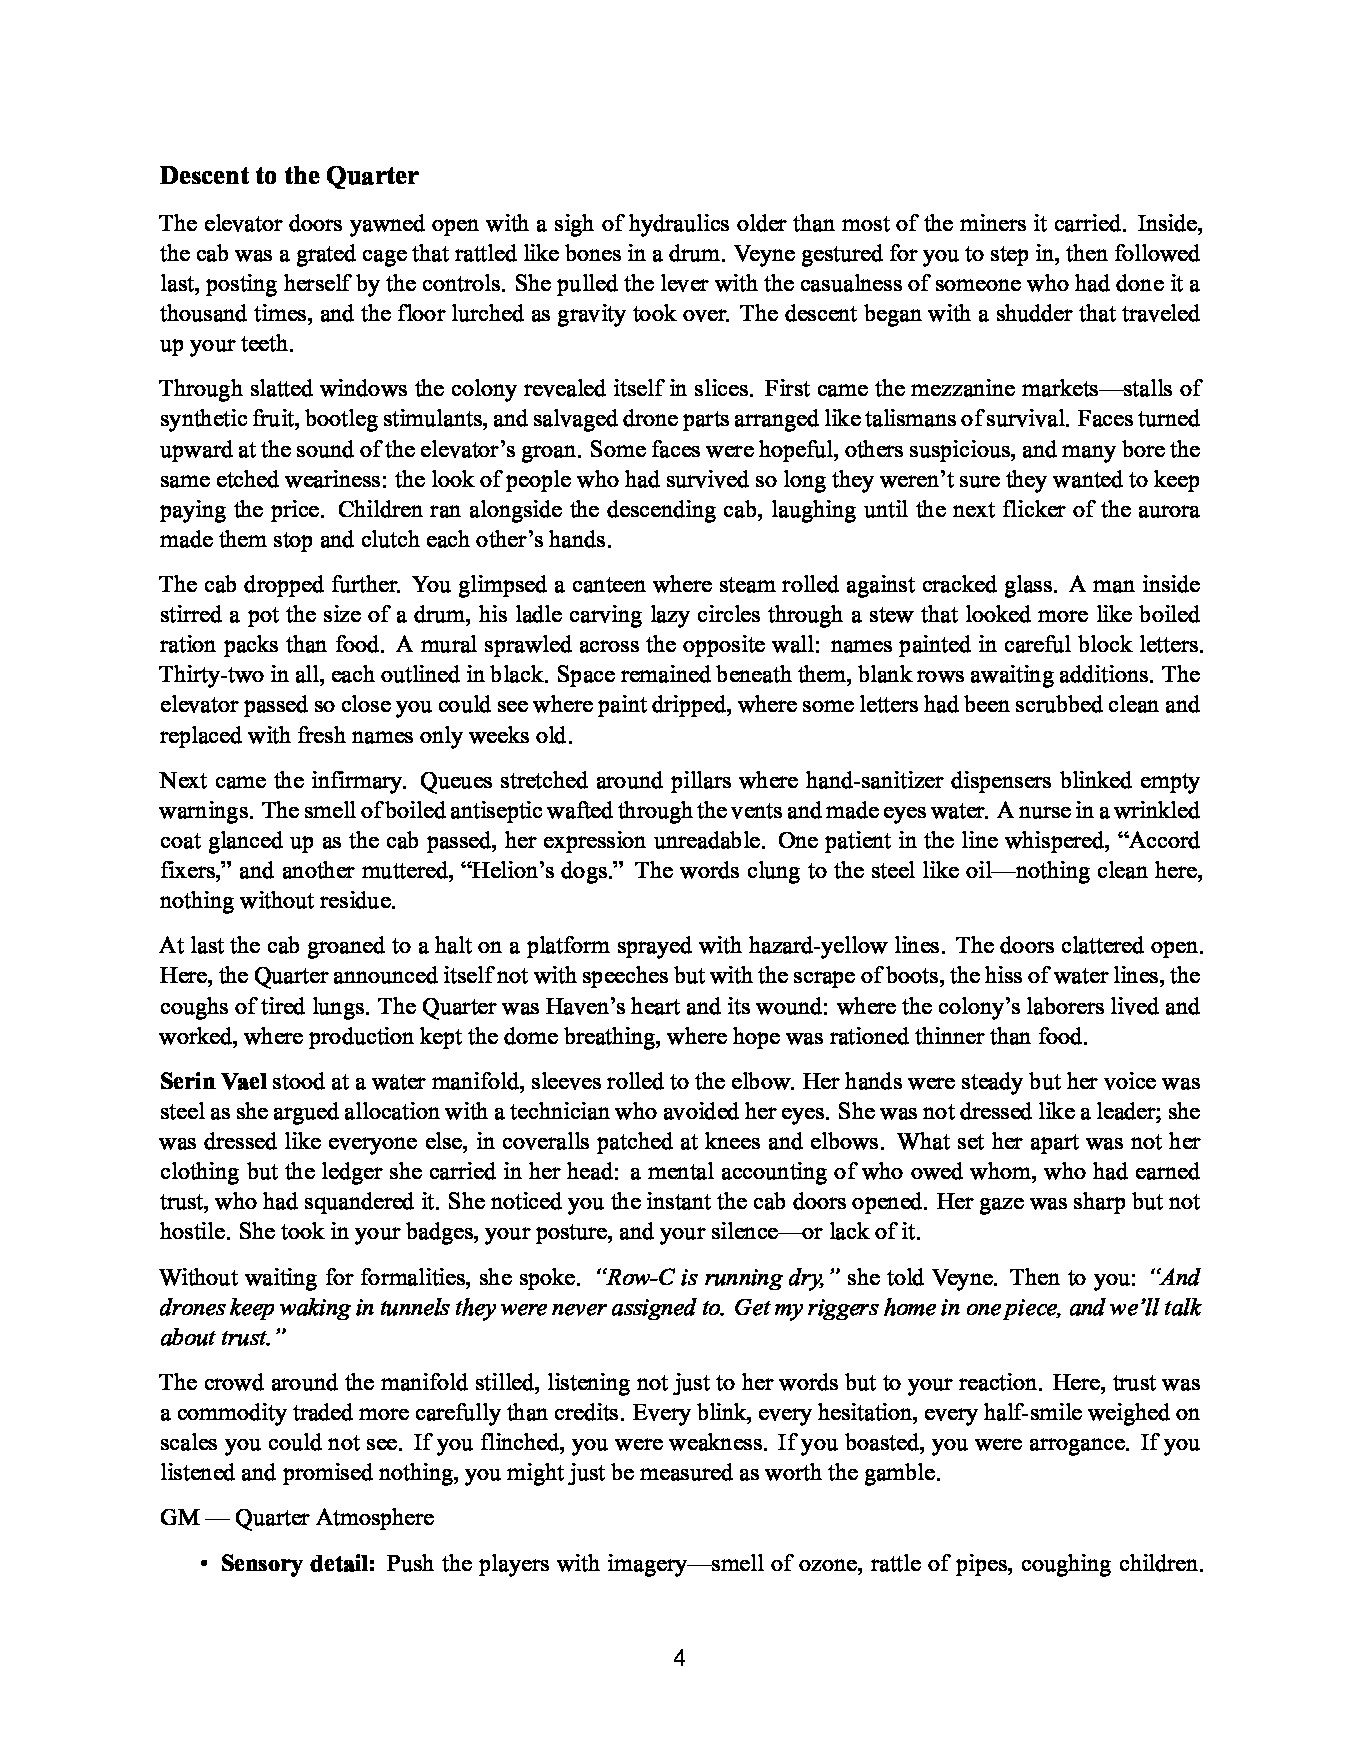 Descent to the Quarter
The elevator doors yawned open with a sigh of hydraulics older than most of the miners it carried. Inside,
the cab was a grated cage that rattled like bones in a drum. Veyne gestured for you to step in, then followed
last, posting herself by the controls. She pulled the lever with the casualness of someone who had done it a
thousand times, and the floor lurched as gravity took over. The descent began with a shudder that traveled
up your teeth.
Through slatted windows the colony revealed itself in slices. First came the mezzanine markets—stalls of
synthetic fruit, bootleg stimulants, and salvaged drone parts arranged like talismans of survival. Faces turned
upward at the sound of the elevator’s groan. Some faces were hopeful, others suspicious, and many bore the
same etched weariness: the look of people who had survived so long they weren’t sure they wanted to keep
paying the price. Children ran alongside the descending cab, laughing until the next flicker of the aurora
made them stop and clutch each other’s hands.
The cab dropped further. You glimpsed a canteen where steam rolled against cracked glass. A man inside
stirred a pot the size of a drum, his ladle carving lazy circles through a stew that looked more like boiled
ration packs than food. A mural sprawled across the opposite wall: names painted in careful block letters.
Thirty-two in all, each outlined in black. Space remained beneath them, blank rows awaiting additions. The
elevator passed so close you could see where paint dripped, where some letters had been scrubbed clean and
replaced with fresh names only weeks old.
Next came the infirmary. Queues stretched around pillars where hand-sanitizer dispensers blinked empty
warnings. The smell of boiled antiseptic wafted through the vents and made eyes water. A nurse in a wrinkled
coat glanced up as the cab passed, her expression unreadable. One patient in the line whispered, “Accord
fixers,” and another muttered, “Helion’s dogs.” The words clung to the steel like oil—nothing clean here,
nothing without residue.
At last the cab groaned to a halt on a platform sprayed with hazard-yellow lines. The doors clattered open.
Here, the Quarter announced itself not with speeches but with the scrape of boots, the hiss of water lines, the
coughs of tired lungs. The Quarter was Haven’s heart and its wound: where the colony’s laborers lived and
worked, where production kept the dome breathing, where hope was rationed thinner than food.
Serin Vael stood at a water manifold, sleeves rolled to the elbow. Her hands were steady but her voice was
steel as she argued allocation with a technician who avoided her eyes. She was not dressed like a leader; she
was dressed like everyone else, in coveralls patched at knees and elbows. What set her apart was not her
clothing but the ledger she carried in her head: a mental accounting of who owed whom, who had earned
trust, who had squandered it. She noticed you the instant the cab doors opened. Her gaze was sharp but not
hostile. She took in your badges, your posture, and your silence—or lack of it.
Without waiting for formalities, she spoke. “Row-C is running dry,” she told Veyne. Then to you: “And
drones keep waking in tunnels they were never assigned to. Get my riggers home in one piece, and we’ll talk
about trust.”
The crowd around the manifold stilled, listening not just to her words but to your reaction. Here, trust was
a commodity traded more carefully than credits. Every blink, every hesitation, every half-smile weighed on
scales you could not see. If you flinched, you were weakness. If you boasted, you were arrogance. If you
listened and promised nothing, you might just be measured as worth the gamble.
GM — Quarter Atmosphere
• Sensory detail: Push the players with imagery—smell of ozone, rattle of pipes, coughing children.
4